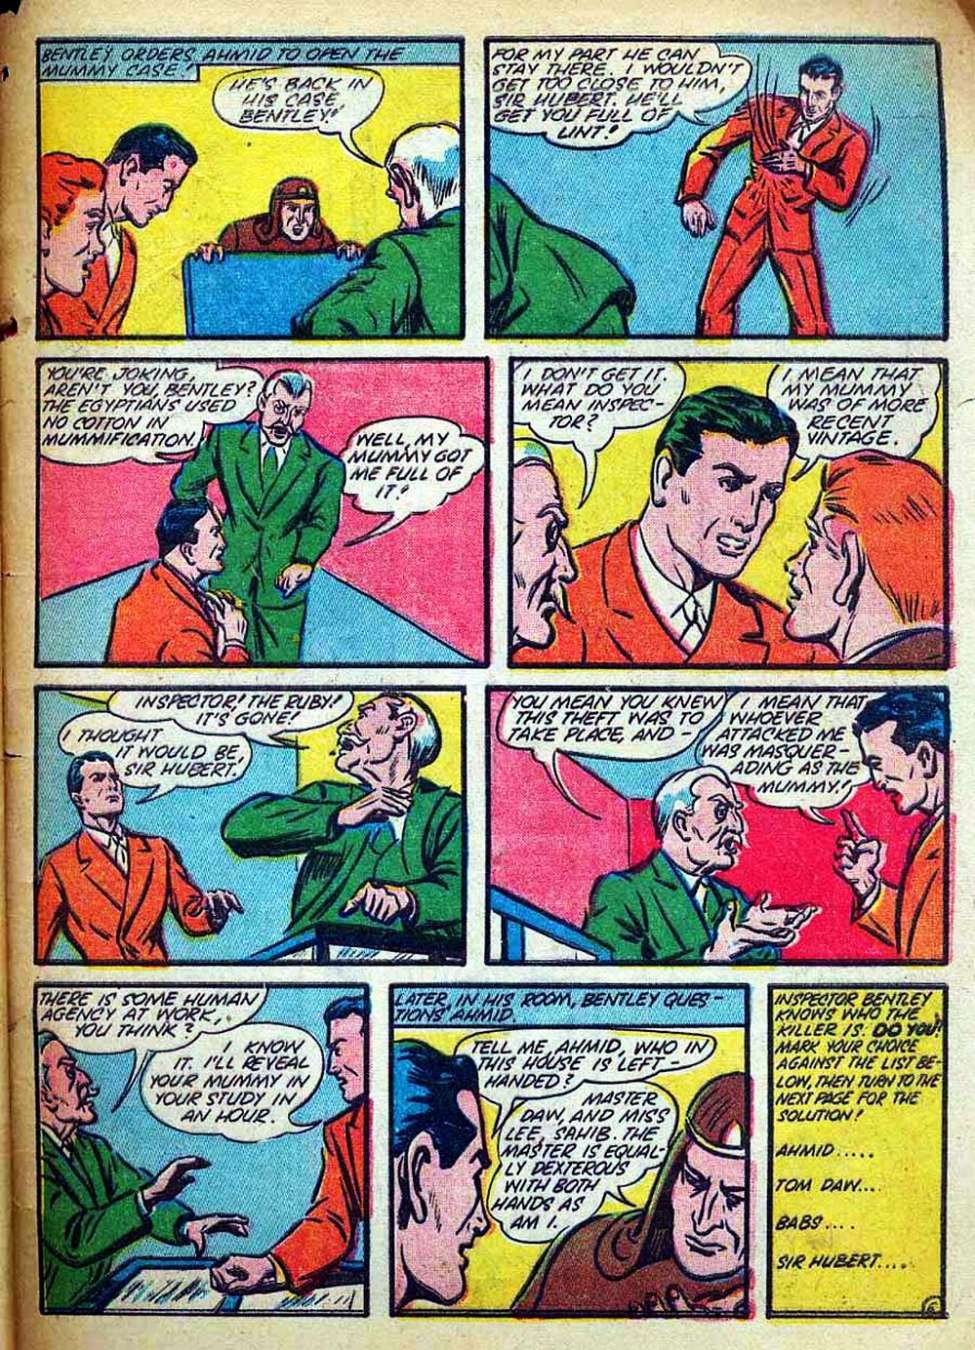 BENTLEY ORDERS AHMID TO OPEN THE
MUMMY CASE!
HE'S BACK IN
HIS CASE
BENTLEY!
FOR MY PART HE CAN
STAY THERE. I WOULDN'T
GET TOO CLOSE TO HIM,
SIR HUBERT. HE'LL
GET YOU FULL OF
LINT!
YOU'RE JOKING,
AREN'T YOU, BENTLEY?
THE EGYPTIANS USED
NO COTTON IN
MUMMIFICATION.
WELL, MY
MUMMY GOT
ME FULL OF
IT!
I DON'T GET IT.
WHAT DO YOU
MEAN INSPEC-
TOR?
I MEAN THAT
MY MUMMY
WAS OF MORE
RECENT
VINTAGE.
INSPECTOR! THE RUBY!
IT'S GONE!
I THOUGHT
IT WOULD BE,
SIR HUBERT.
YOU MEAN YOU KNEW
THIS THEFT WAS TO
TAKE PLACE, AND -
I MEAN THAT
WHOEVER
ATTACKED ME
WAS MASQUER-
ADING AS THE
MUMMY!
THERE IS SOME HUMAN
AGENCY AT WORK,
YOU THINK?
I KNOW
IT. I'LL REVEAL
YOUR MUMMY IN
YOUR STUDY IN
AN HOUR.
LATER, IN HIS ROOM, BENTLEY QUES-
TIONS AHMID.
TELL ME, AHMID, WHO IN
THIS HOUSE IS LEFT-
HANDED?
MASTER
DAW, AND MISS
LEE, SAHIB. THE
MASTER IS EQUAL-
LY DEXTEROUS
WITH BOTH
HANDS AS
AM I.
INSPECTOR BENTLEY
KNOWS WHO THE
KILLER IS. DO YOU?
MARK YOUR CHOICE
AGAINST THE LIST BE-
LOW, THEN TURN TO THE
NEXT PAGE FOR THE
SOLUTION!
AHMID.....
TOM DAW...
BABS....
SIR HUBERT....
6